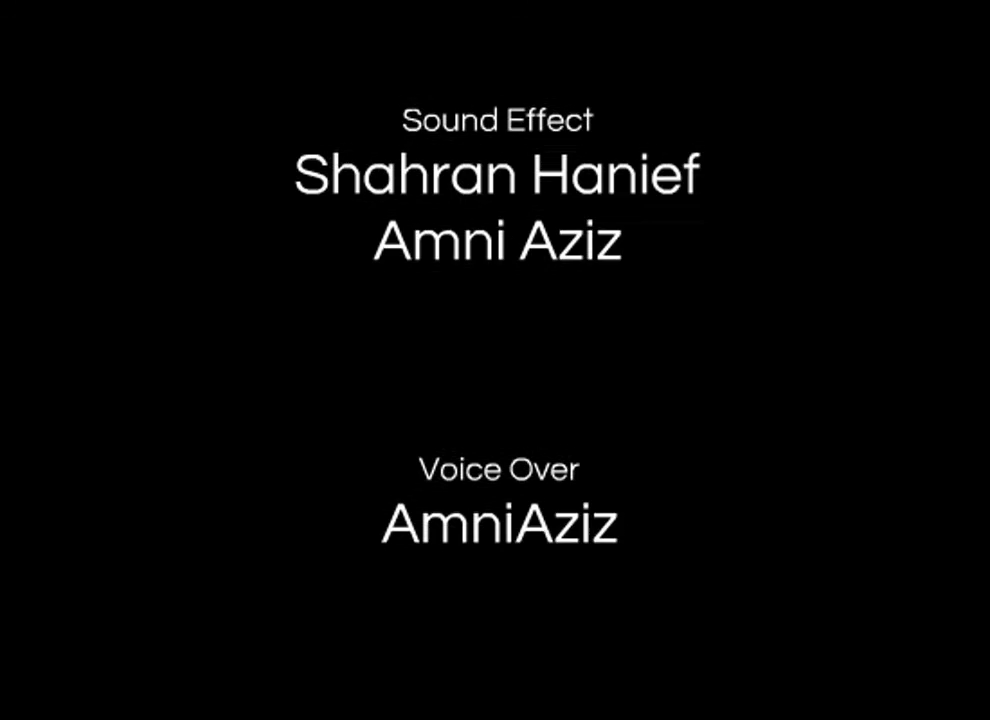 Sound Effect
Shahran Hanief
Amni Aziz
Voice Over
AmniAziz